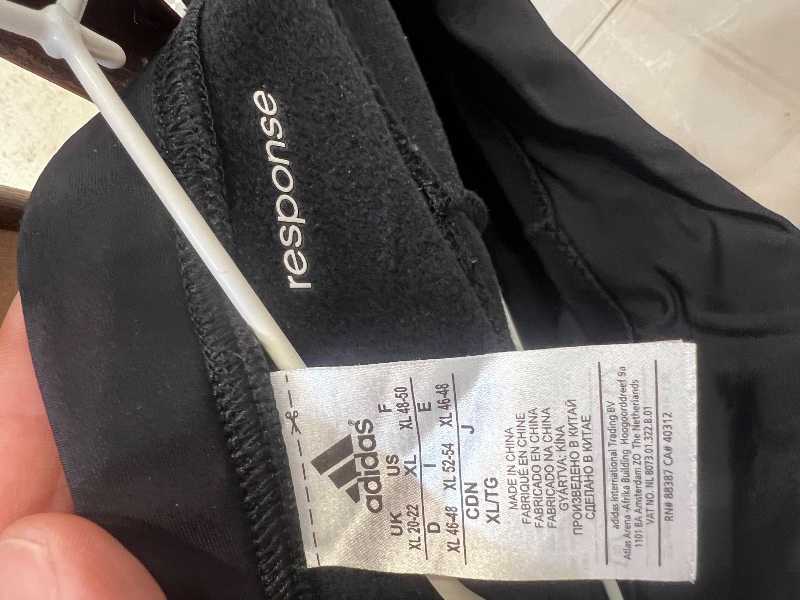 response
adidas
UK US F
XL 20-22 XL XL 48-50
D I E
XL 46-48 XL 52-54 XL 46-48
CDN J
XL/TG
MADE IN CHINA
FABRIQUÉ EN CHINE
FABRICADO EN CHINA
FABRICADO NA CHINA
GYÁRTVA: KÍNA
ПРОИЗВЕДЕНО В КИТАЙ
СДЕЛАНО В КИТАЕ
adidas International Trading BV
Atlas Arena -Afrika Building Hoogoorddreef 9a
1101 BA Amsterdam ZO The Netherlands
VAT NO. NL 8073.01.322.B.01
RN# 88387 CA# 40312